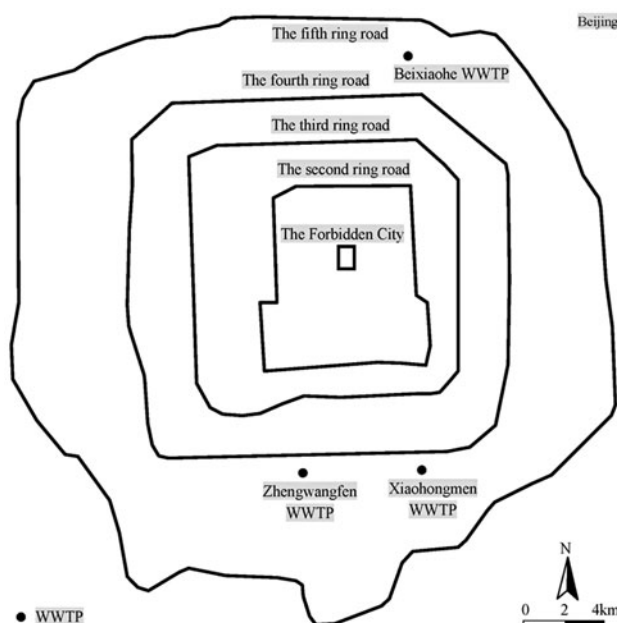 Beijing
The fifth ring road
Beixiaohe WWTP
The fourth ring road
The third ring road
The second ring road
The Forbidden City
Zhengwangfen
WWTP
Xiaohongmen
WWTP
N
WWTP
0 2 4km